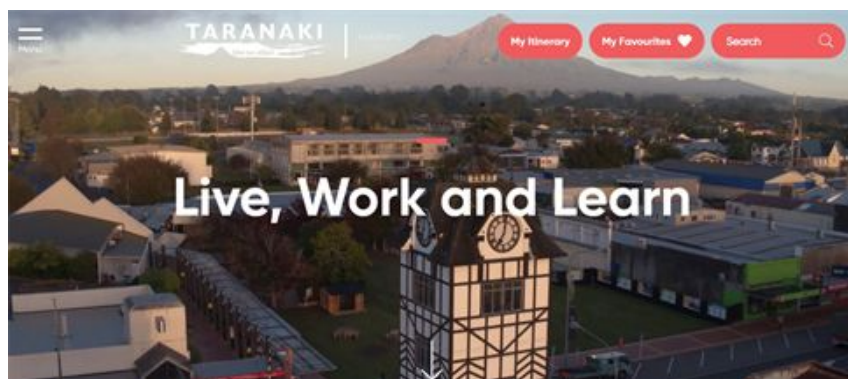 Menu
TARANAKI
My Itinerary
My Favourites
Search
Live, Work and Learn